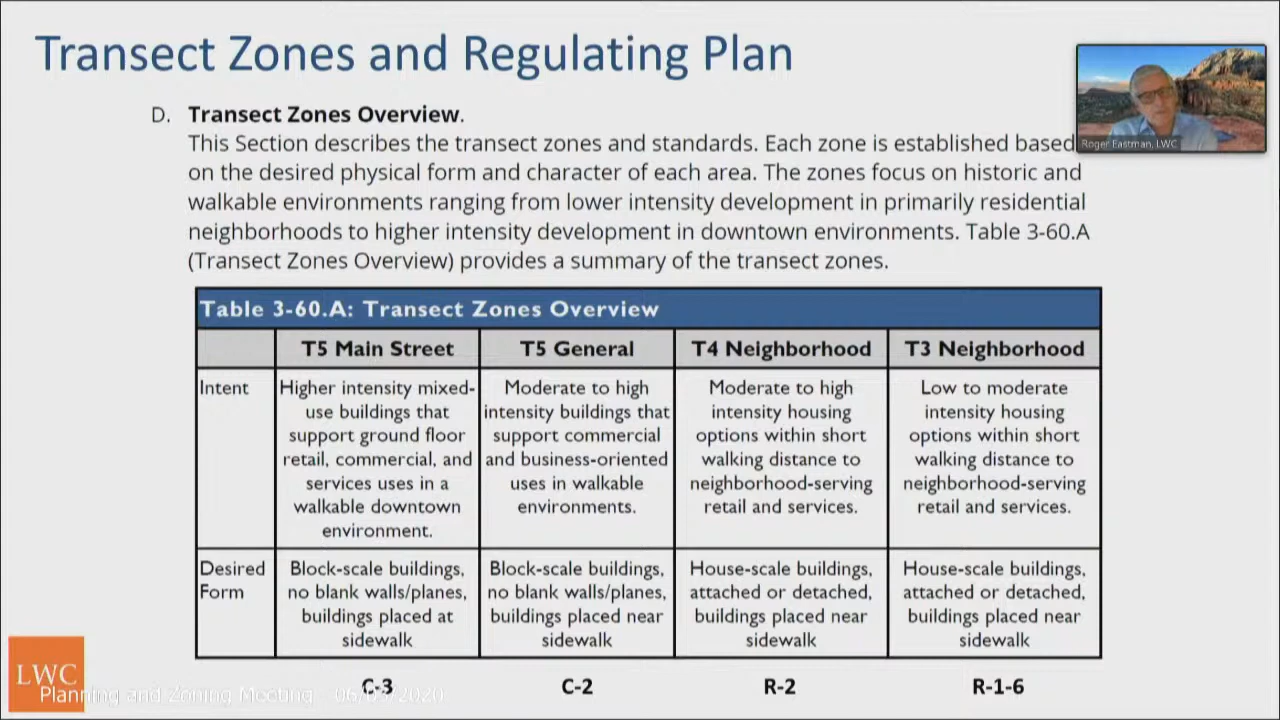 Transect Zones and Regulating Plan
D. Transect Zones Overview.
This Section describes the transect zones and standards. Each zone is established based
on the desired physical form and character of each area. The zones focus on historic and
walkable environments ranging from lower intensity development in primarily residential
neighborhoods to higher intensity development in downtown environments. Table 3-60.A
(Transect Zones Overview) provides a summary of the transect zones.
Roger Eastman, LWC
Table 3-60.A: Transect Zones Overview
T5 Main Street T5 General T4 Neighborhood T3 Neighborhood
Intent
Higher intensity mixed-
use buildings that
support ground floor
retail, commercial, and
services uses in a
walkable downtown
environment.
Moderate to high
intensity buildings that
support commercial
and business-oriented
uses in walkable
environments.
Moderate to high
intensity housing
options within short
walking distance to
neighborhood-serving
retail and services.
Low to moderate
intensity housing
options within short
walking distance to
neighborhood-serving
retail and services.
Desired
Form
Block-scale buildings,
no blank walls/planes,
buildings placed at
sidewalk
Block-scale buildings,
no blank walls/planes,
buildings placed near
sidewalk
House-scale buildings,
attached or detached,
buildings placed near
sidewalk
House-scale buildings,
attached or detached,
buildings placed near
sidewalk
C-3 C-2 R-2 R-1-6
LWC
Planning and Zoning Meeting